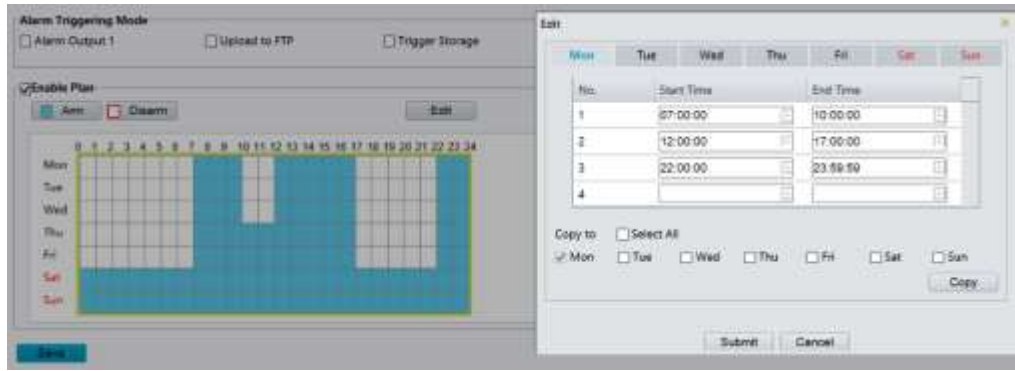 Alarm Triggering Mode
Alarm Output 1 Upload to FTP Trigger Storage
Enable Plan
Arm Disarm Edit
0 1 2 3 4 5 6 7 8 9 10 11 12 13 14 15 16 17 18 19 20 21 22 23 24
Mon
Tue
Wed
Thu
Fri
Sat
Sun
Save
Edit
Mon Tue Wed Thu Fri Sat Sun
No. Start Time End Time
1 07:00:00 10:00:00
2 12:00:00 17:00:00
3 22:00:00 23:59:59
4
Copy to Select All
Mon Tue Wed Thu Fri Sat Sun
Copy
Submit Cancel